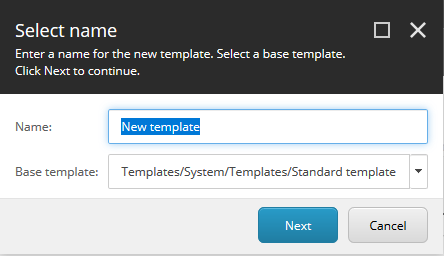 Select name
Enter a name for the new template. Select a base template.
Click Next to continue.
Name: New template
Base template: Templates/System/Templates/Standard template
Next Cancel